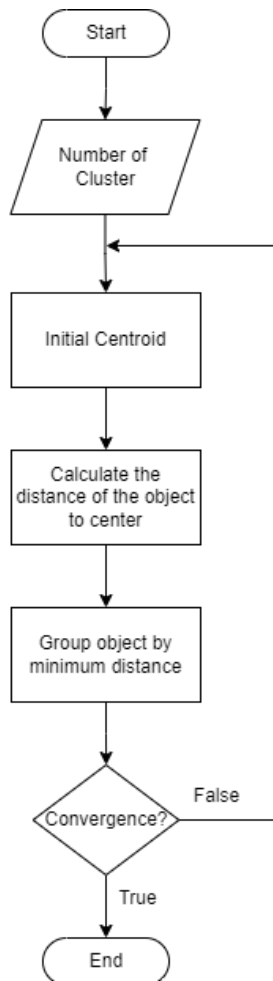 Start
Number of
Cluster
Initial Centroid
Calculate the
distance of the object
to center
Group object by
minimum distance
Convergence?
False
True
End